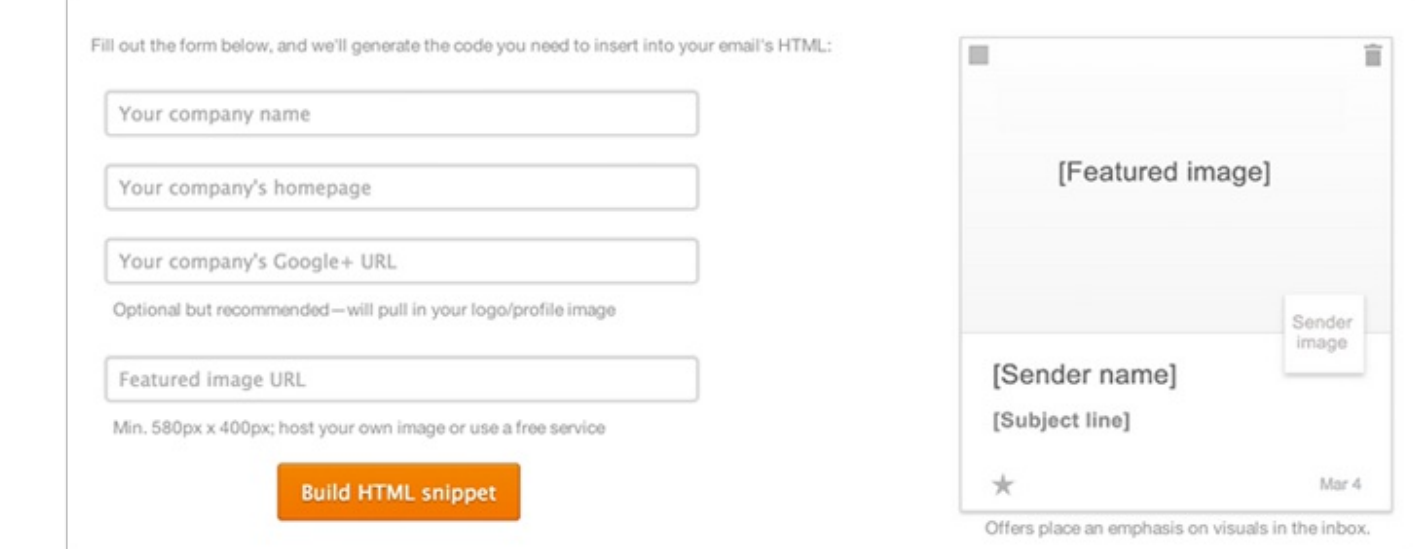 Fill out the form below, and we'll generate the code you need to insert into your email's HTML:
Your company name
Your company's homepage
Your company's Google+ URL
Optional but recommended—will pull in your logo/profile image
Featured image URL
Min. 580px x 400px; host your own image or use a free service
Build HTML snippet
[Featured image]
Sender
image
[Sender name]
[Subject line]
Mar 4
Offers place an emphasis on visuals in the inbox.